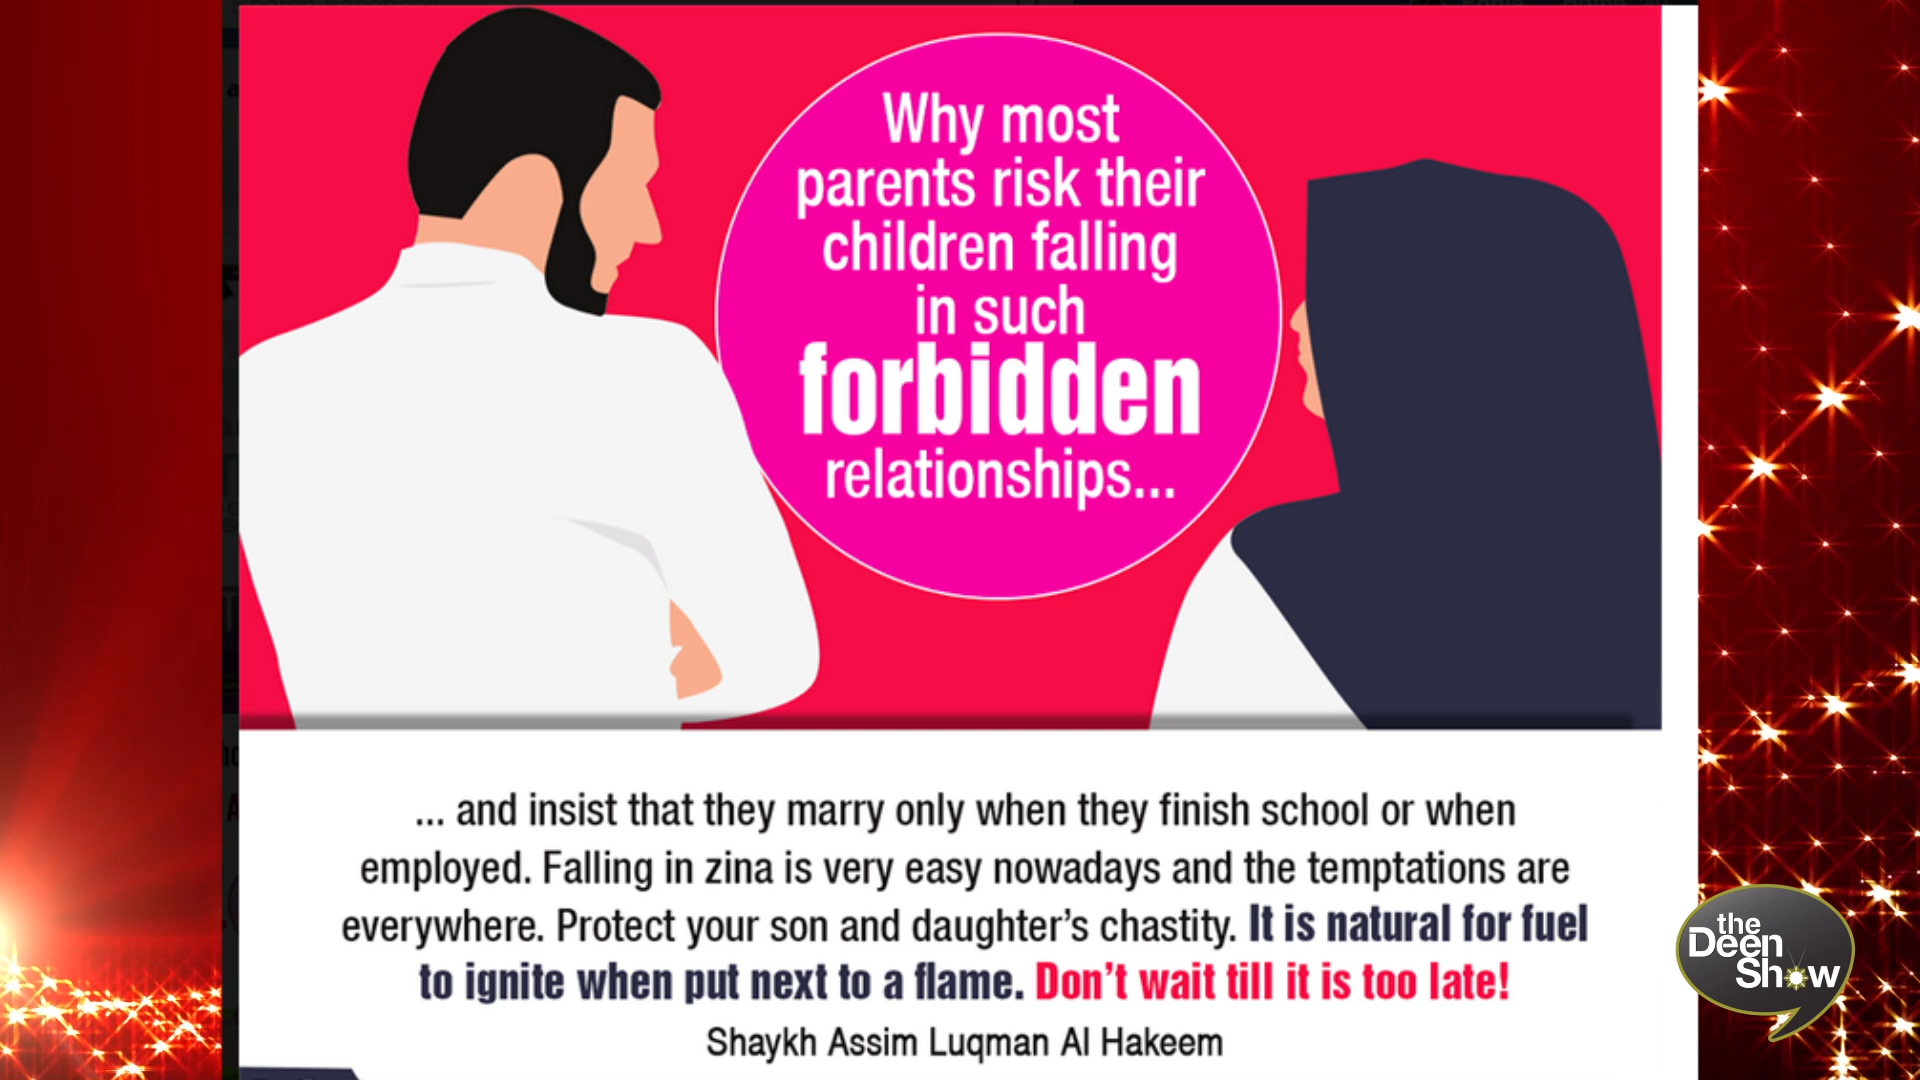 Why most
parents risk their
children falling
in such
forbidden
relationships...
... and insist that they marry only when they finish school or when
employed. Falling in zina is very easy nowadays and the temptations are
everywhere. Protect your son and daughter's chastity. It is natural for fuel
to ignite when put next to a flame. Don't wait till it is too late!
Shaykh Assim Luqman Al Hakeem
the
Deen
Show